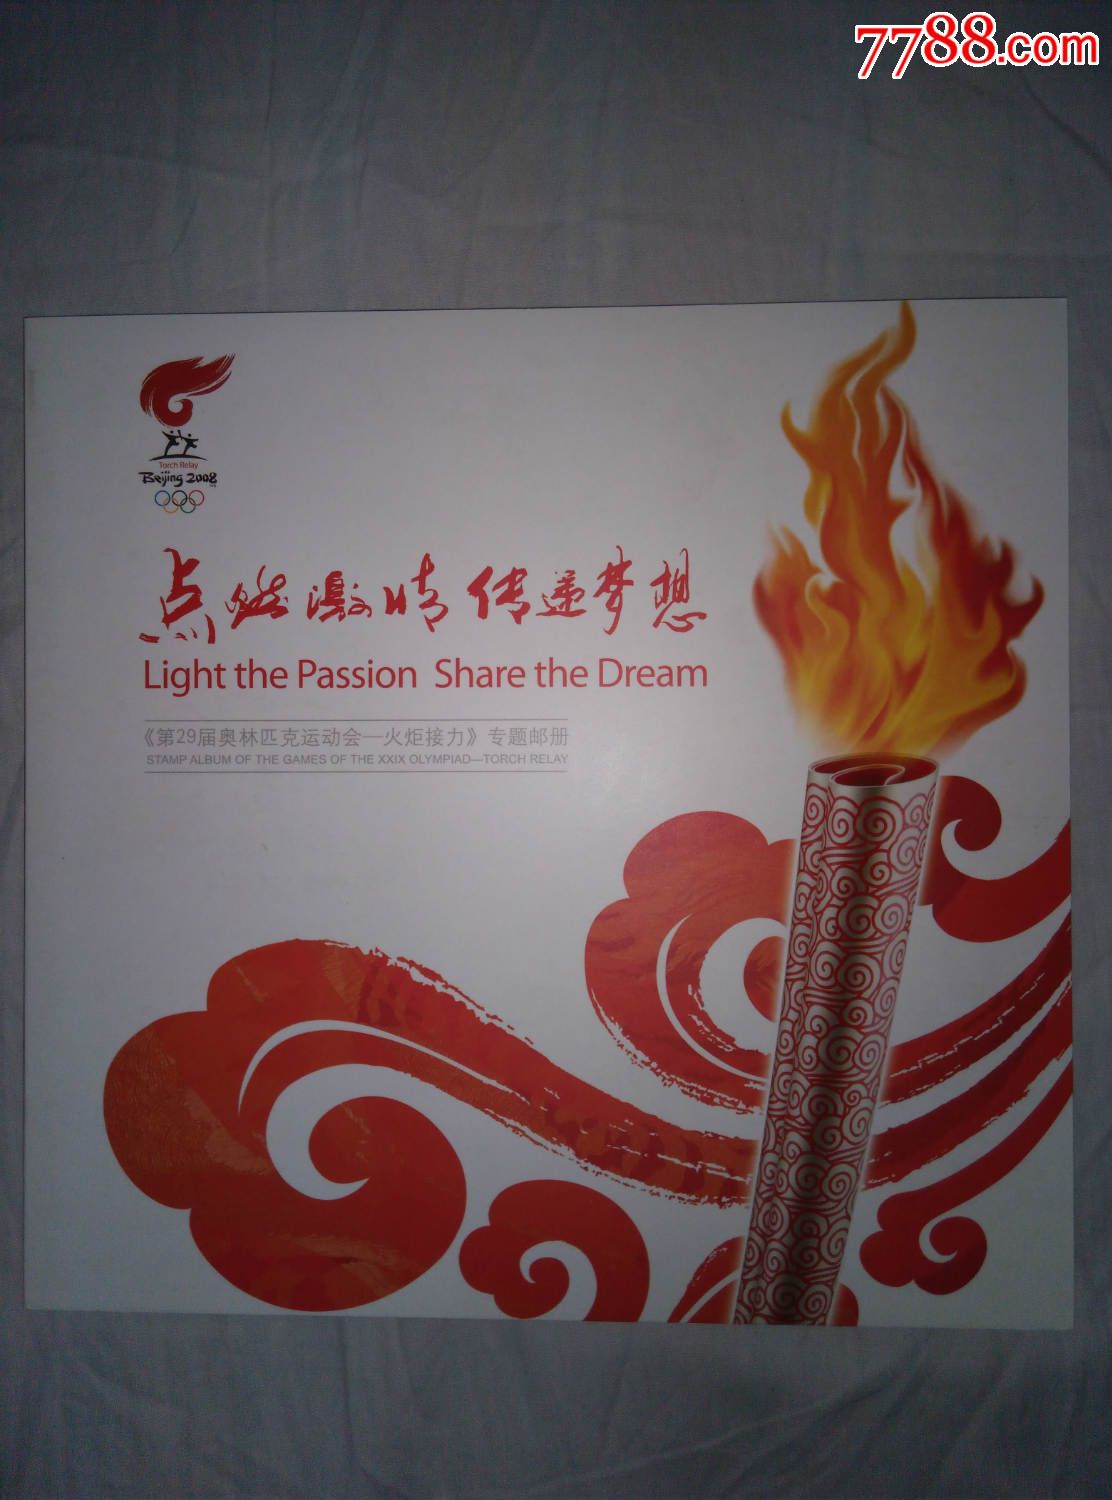 7788.com
Torch Relay
Beijing 2008
点燃激情 传递梦想
Light the Passion Share the Dream
《第29届奥林匹克运动会—火炬接力》专题邮册
STAMP ALBUM OF THE GAMES OF THE XXIX OLYMPIAD—TORCH RELAY